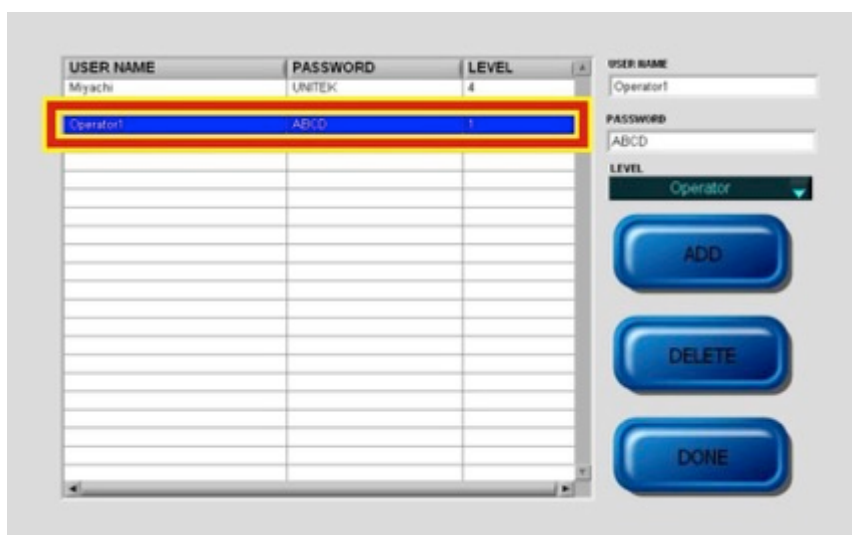 USER NAME PASSWORD LEVEL
Miyachi UNITEK 4
Operator1 ABCD 1
USER NAME
Operator1
PASSWORD
ABCD
LEVEL
Operator
ADD
DELETE
DONE